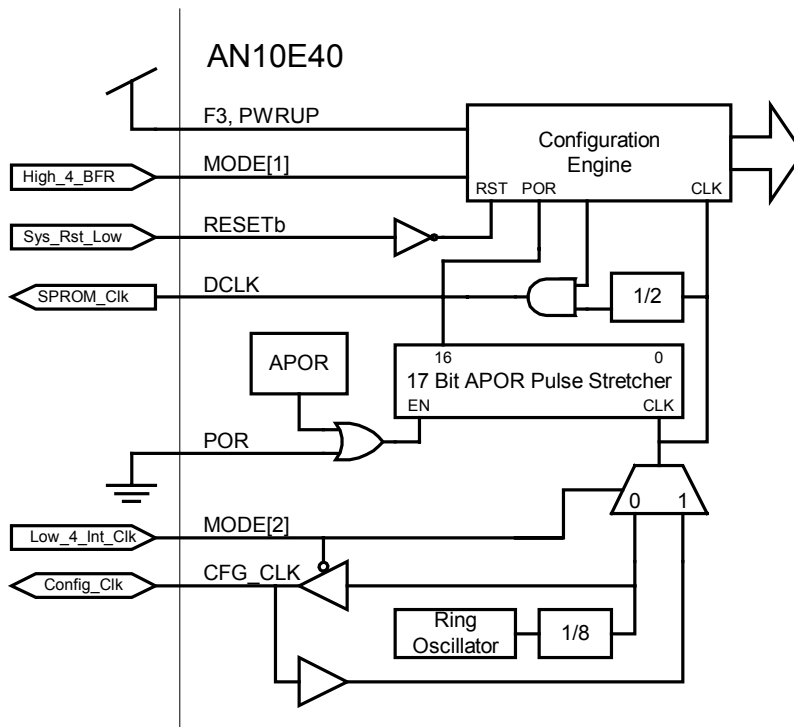 AN10E40
F3, PWRUP
Configuration
Engine
High_4_BFR
MODE[1]
RST
POR
CLK
Sys_Rst_Low
RESETb
SPROM_Clk
DCLK
1/2
APOR
16
0
17 Bit APOR Pulse Stretcher
EN
CLK
POR
0
1
Low_4_Int_Clk
MODE[2]
Config_Clk
CFG_CLK
Ring
Oscillator
1/8